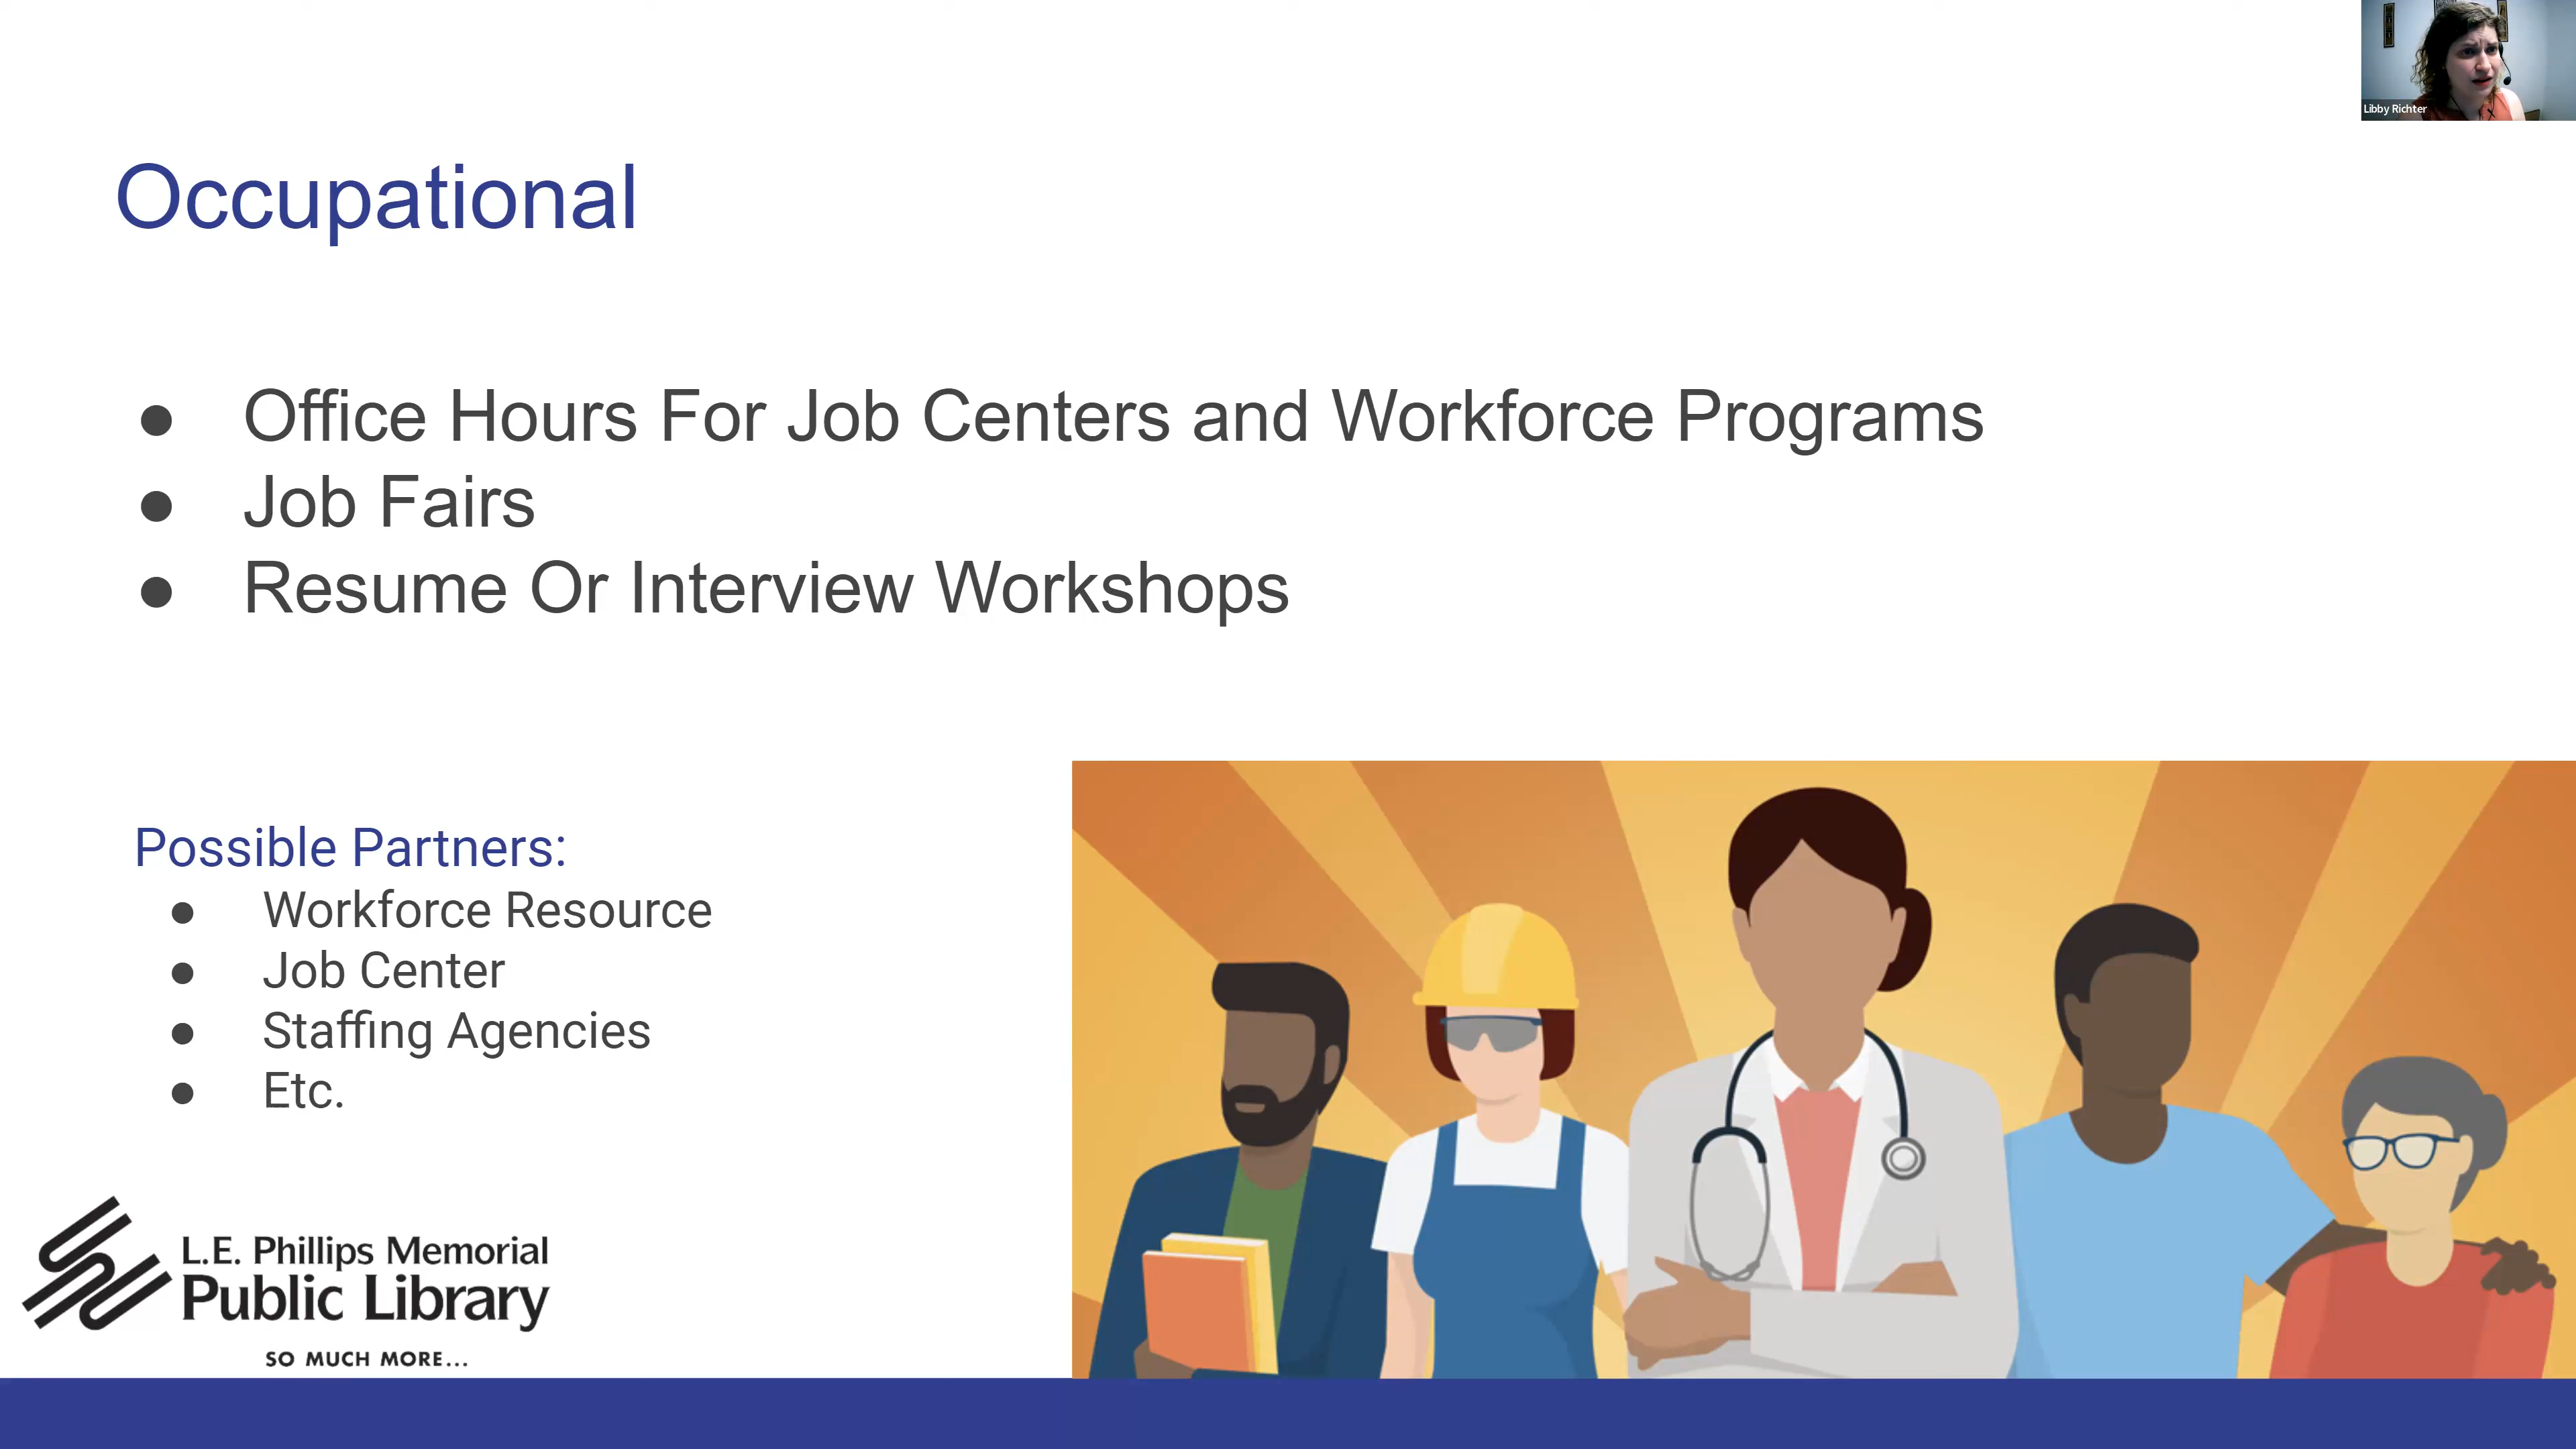 Libby Richter
Occupational
● Office Hours For Job Centers and Workforce Programs
● Job Fairs
● Resume Or Interview Workshops
Possible Partners:
● Workforce Resource
● Job Center
● Staffing Agencies
● Etc.
L.E. Phillips Memorial
Public Library
SO MUCH MORE...